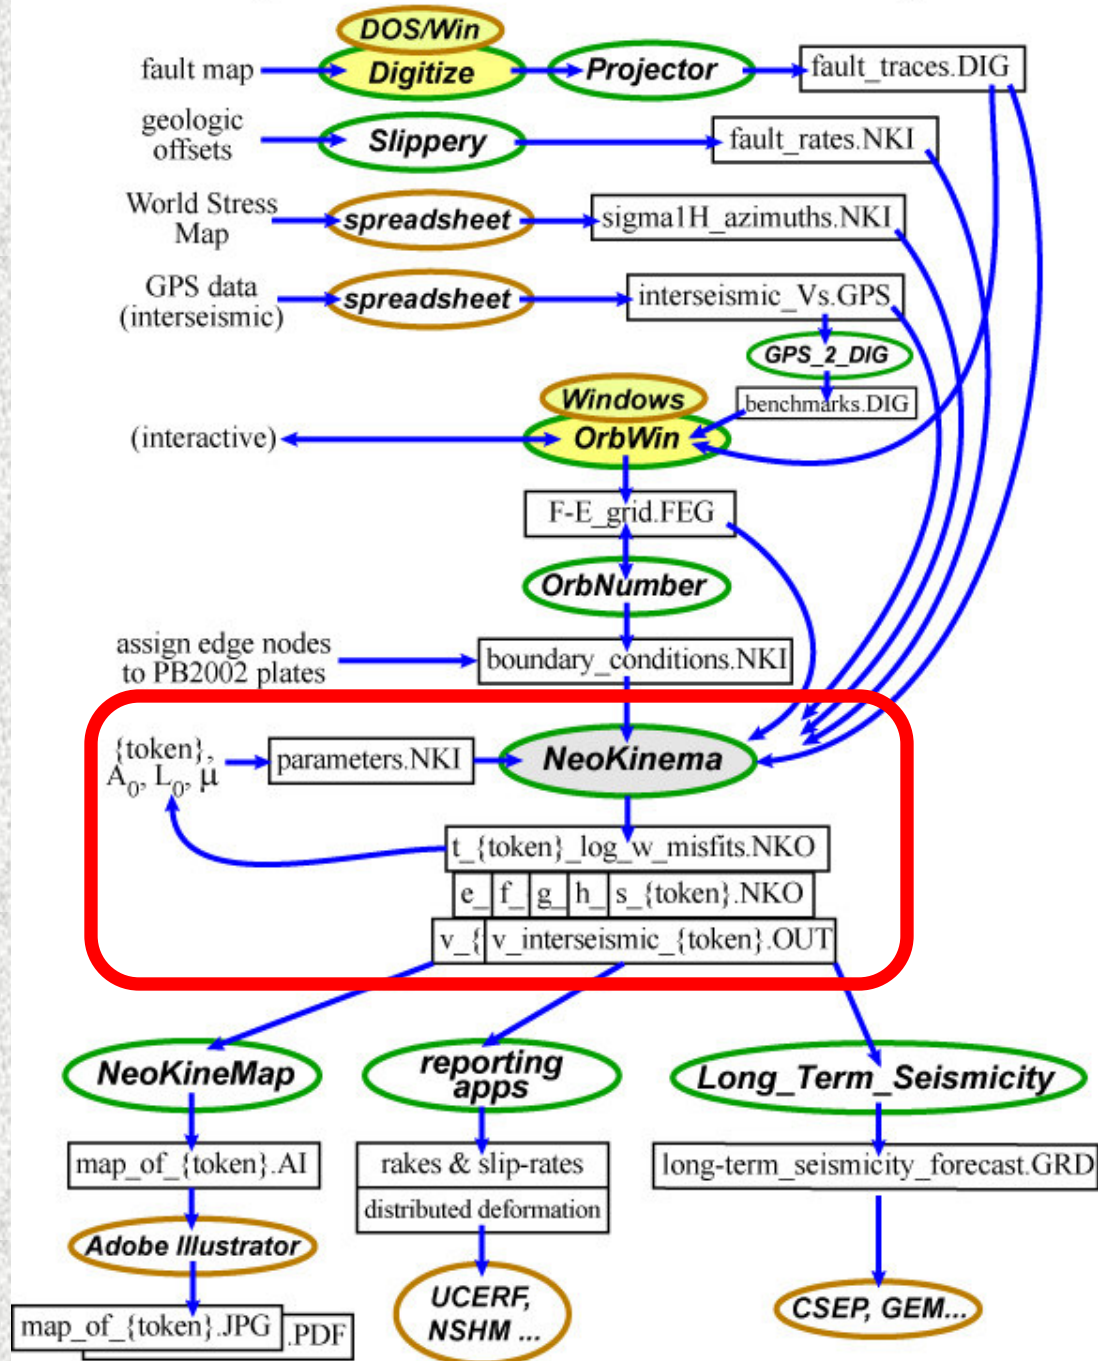 DOS/Win
fault map
Digitize
Projector
fault_traces.DIG
geologic
offsets
Slippery
fault_rates.NKI
World Stress
Map
spreadsheet
sigma1H_azimuths.NKI
GPS data
(interseismic)
spreadsheet
interseismic_Vs.GPS
GPS_2_DIG
Windows
benchmarks.DIG
(interactive)
OrbWin
F-E_grid.FEG
OrbNumber
assign edge nodes
to PB2002 plates
boundary_conditions.NKI
{token},
A0, L0, μ
parameters.NKI
NeoKinema
t_{token}_log_w_misfits.NKO
e_ f_ g_ h_ s_{token}.NKO
v_{ v_interseismic_{token}.OUT
NeoKineMap
reporting
apps
Long_Term_Seismicity
map_of_{token}.AI
rakes & slip-rates
long-term_seismicity_forecast.GRD
distributed deformation
Adobe Illustrator
UCERF,
NSHM ...
CSEP, GEM...
map_of_{token}.JPG .PDF